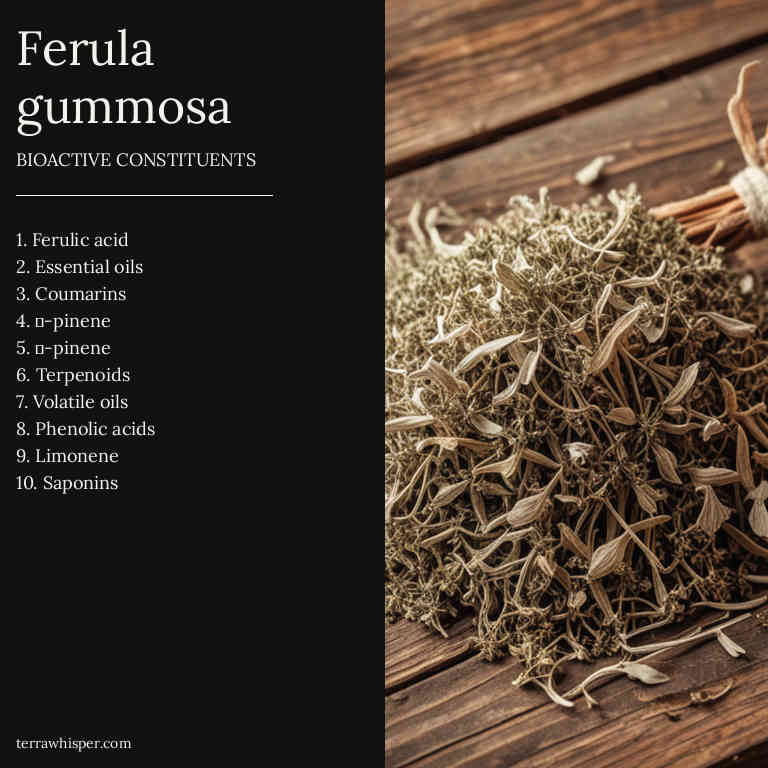 Ferula
gummosa
BIOACTIVE CONSTITUENTS
1. Ferulic acid
2. Essential oils
3. Coumarins
4. □-pinene
5. □-pinene
6. Terpenoids
7. Volatile oils
8. Phenolic acids
9. Limonene
10. Saponins
terrawhisper.com